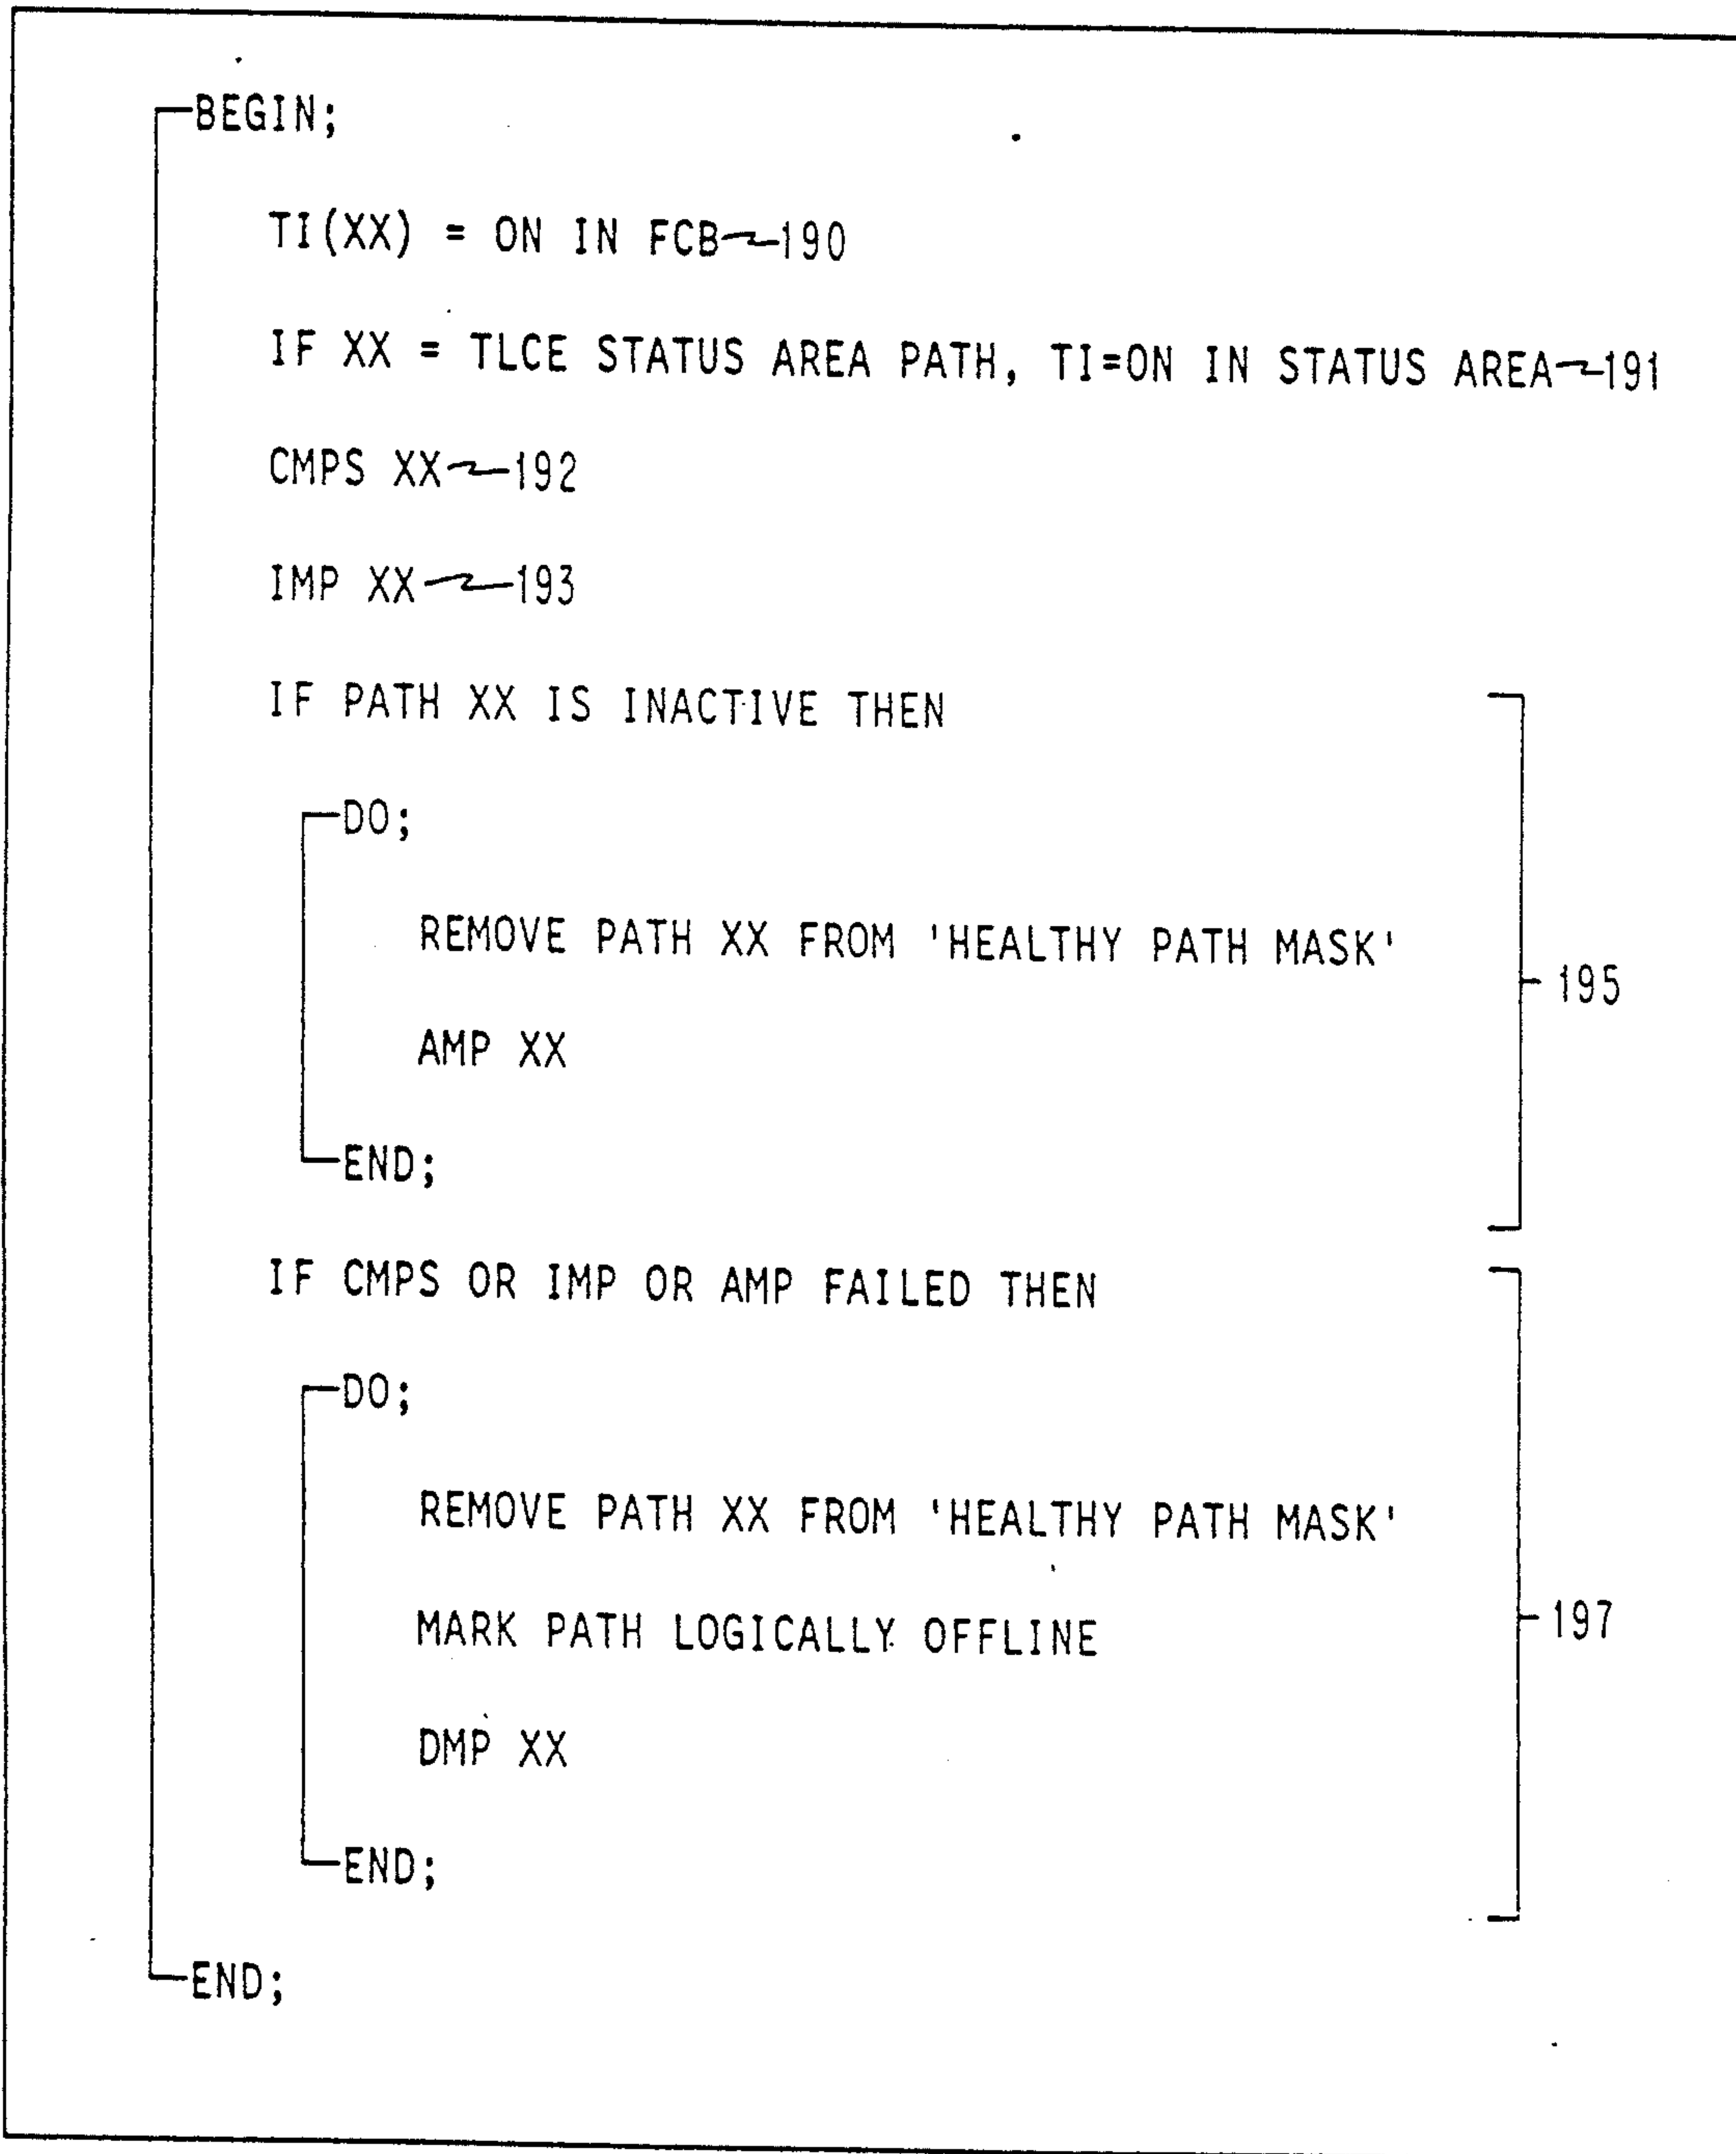 BEGIN;
TI(XX) = ON IN FCB 190
IF XX = TLCE STATUS AREA PATH, TI=ON IN STATUS AREA 191
CMPS XX 192
IMP XX 193
IF PATH XX IS INACTIVE THEN
DO;
REMOVE PATH XX FROM 'HEALTHY PATH MASK'
195
AMP XX
END;
IF CMPS OR IMP OR AMP FAILED THEN
DO;
REMOVE PATH XX FROM 'HEALTHY PATH MASK'
MARK PATH LOGICALLY OFFLINE
197
DMP XX
END;
END;